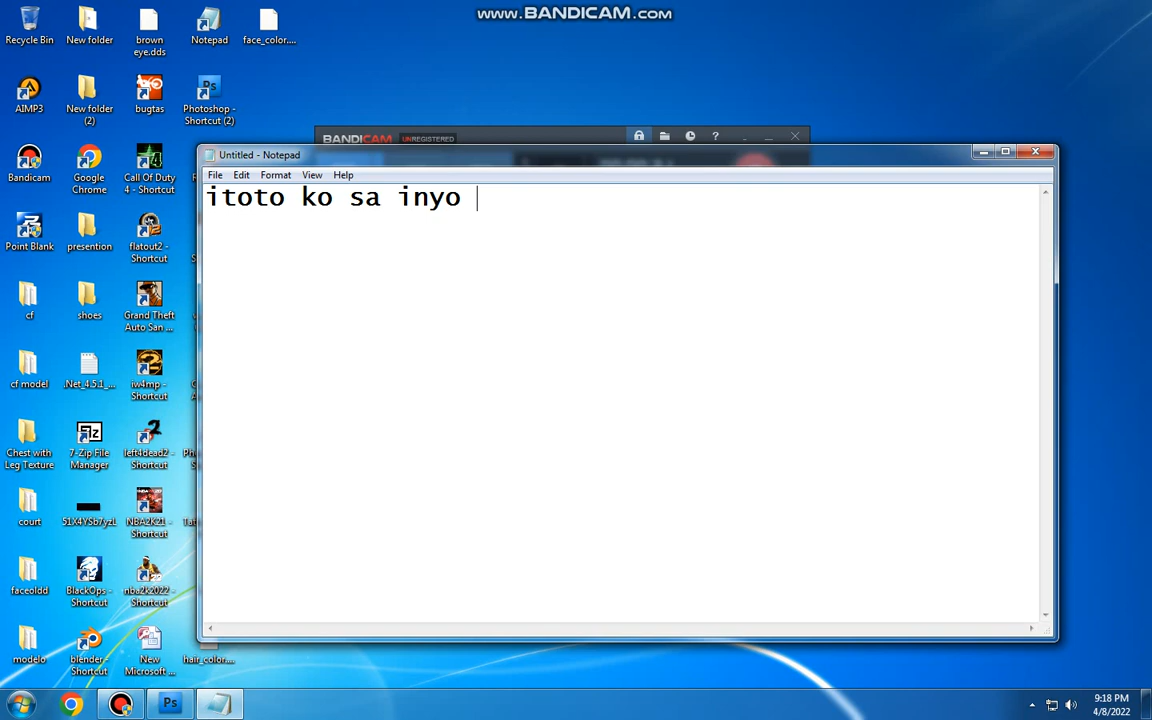 www.BANDICAM.com
Recycle Bin
New folder
brown eye.dds
Notepad
face_color....
AIMP3
New folder (2)
bugtas
Photoshop - Shortcut (2)
BANDICAM UNREGISTERED
?
Untitled - Notepad
File Edit Format View Help
itoto ko sa inyo
Bandicam
Google Chrome
Call Of Duty 4 - Shortcut
Point Blank
presention
flatout2 - Shortcut
cf
shoes
Grand Theft Auto San ...
cf model
.Net_4.5.1_...
iw4mp - Shortcut
Chest with Leg Texture
7-Zip File Manager
left4dead2 - Shortcut
court
51X4YSb7yzL
NBA2K21 - Shortcut
faceoldd
BlackOps - Shortcut
nba2k2022 - Shortcut
modelo
blender - Shortcut
New Microsoft ...
hair_color....
Ps
9:18 PM
4/8/2022